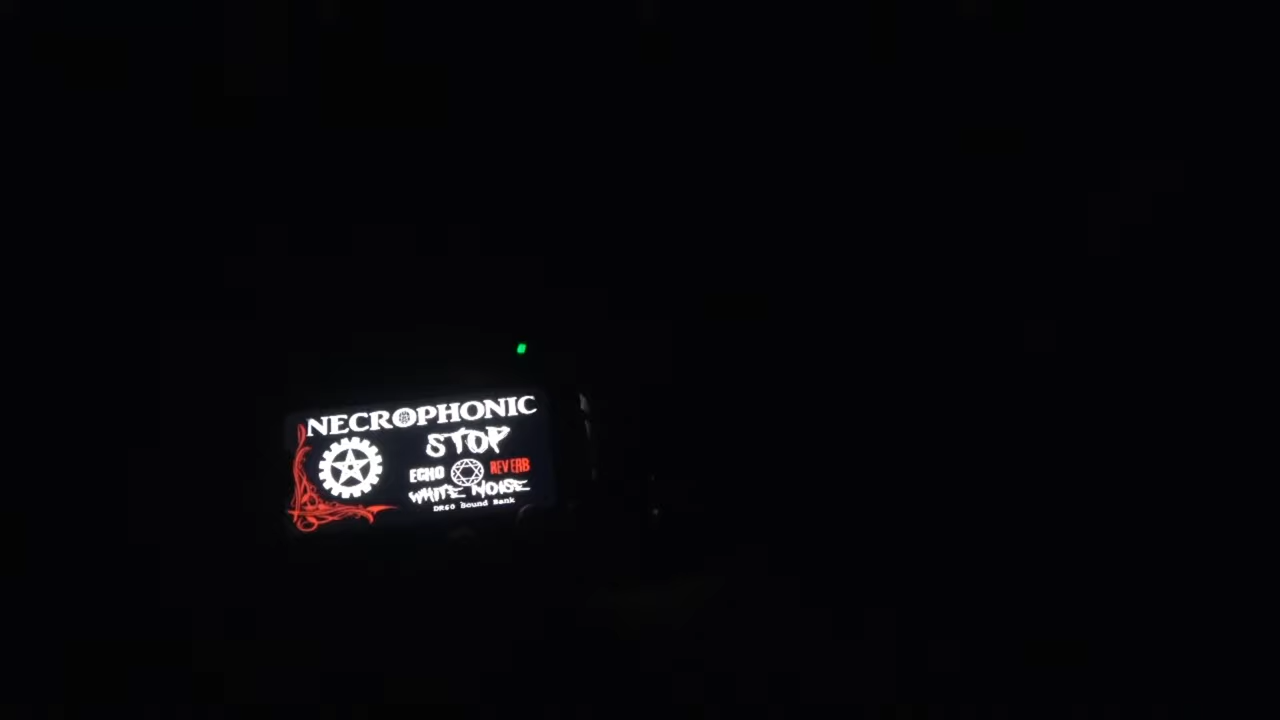 NECROPHONIC
STOP
ECHO REVERB
WHITE NOISE
DR60 Sound Bank